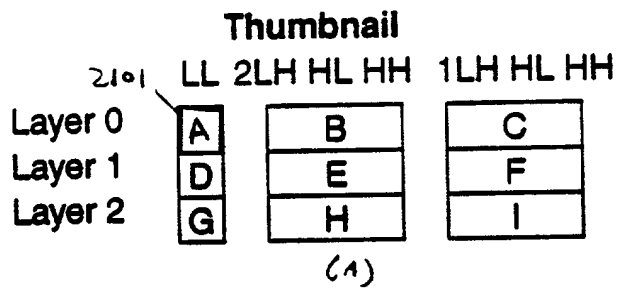 Thumbnail
2101 LL 2LH HL HH 1LH HL HH
Layer 0 A B C
Layer 1 D E F
Layer 2 G H I
(A)